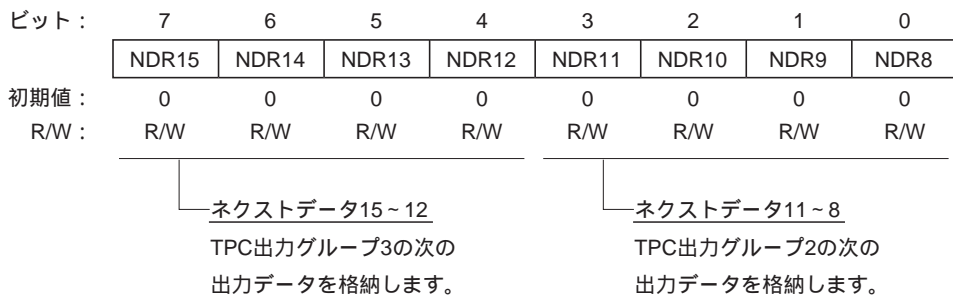 ビット： 7 6 5 4 3 2 1 0
NDR15 NDR14 NDR13 NDR12 NDR11 NDR10 NDR9 NDR8
初期値： 0 0 0 0 0 0 0 0
R/W： R/W R/W R/W R/W R/W R/W R/W R/W
ネクストデータ15～12
TPC出力グループ3の次の
出力データを格納します。
ネクストデータ11～8
TPC出力グループ2の次の
出力データを格納します。